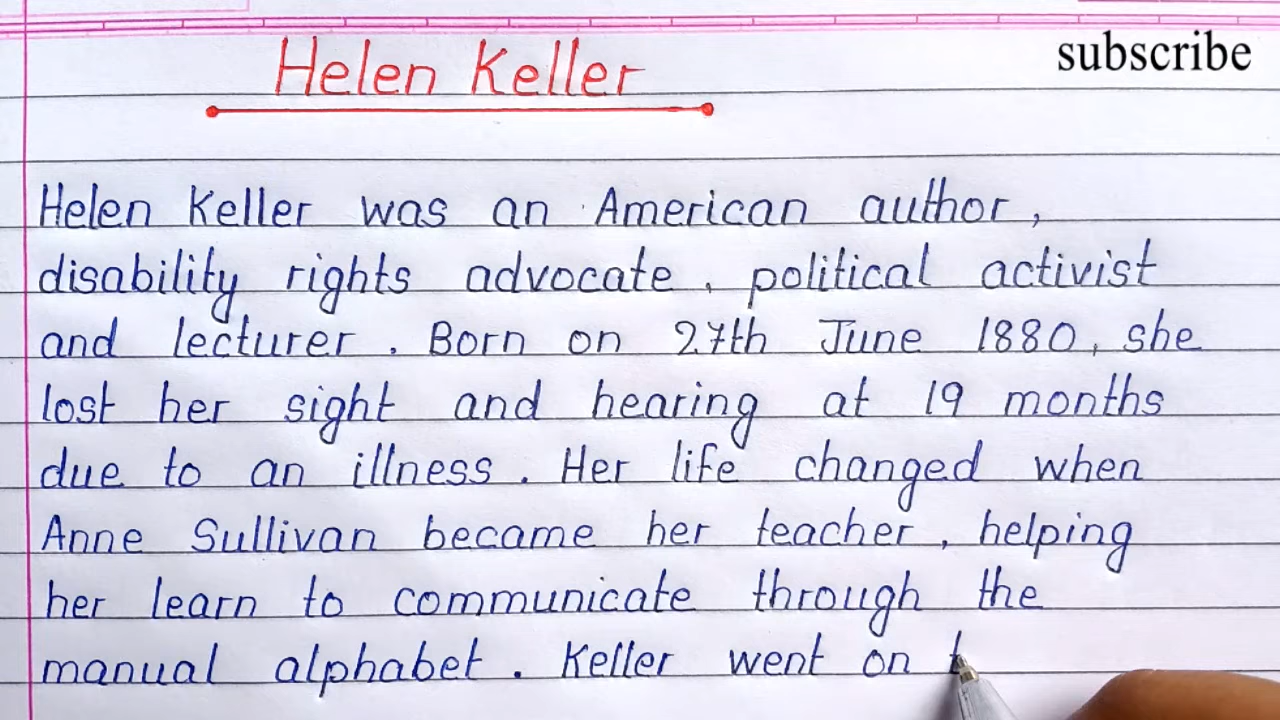 Helen Keller
subscribe
Helen Keller was an American author,
disability rights advocate, political activist
and lecturer. Born on 27th June 1880, she
lost her sight and hearing at 19 months
due to an illness. Her life changed when
Anne Sullivan became her teacher, helping
her learn to communicate through the
manual alphabet. Keller went on t